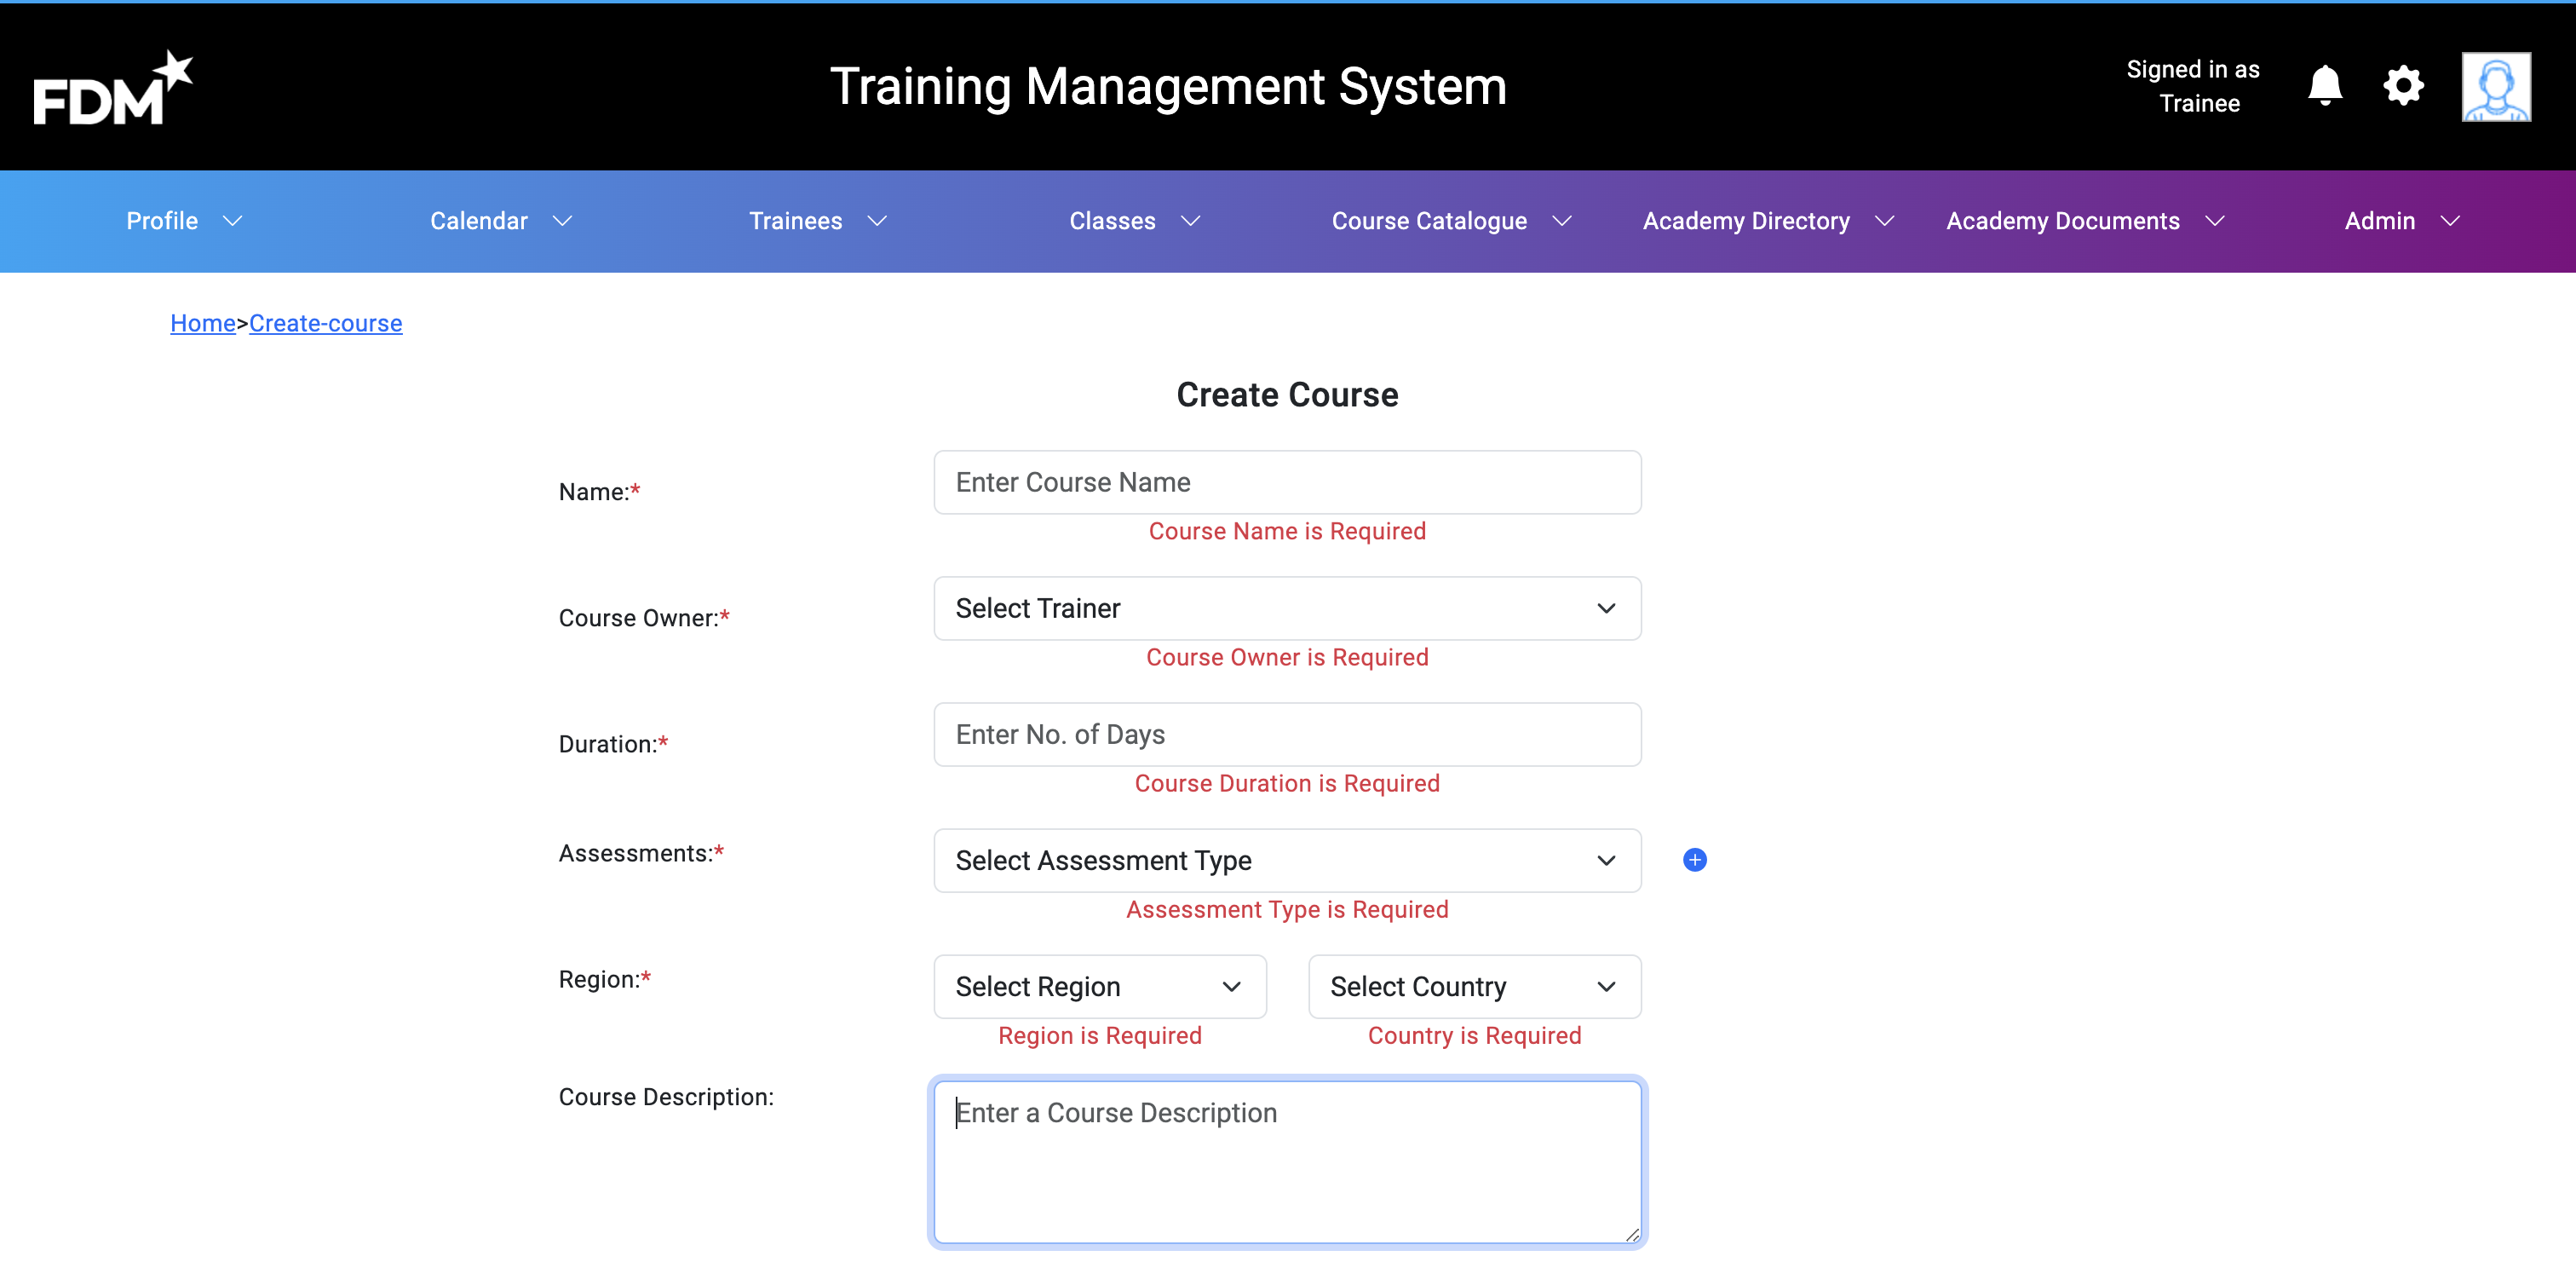 FDM
Training Management System
Signed in as
Trainee
Profile
Calendar
Trainees
Classes
Course Catalogue
Academy Directory
Academy Documents
Admin
Home>Create-course
Create Course
Name:*
Enter Course Name
Course Name is Required
Course Owner:*
Select Trainer
Course Owner is Required
Duration:*
Enter No. of Days
Course Duration is Required
Assessments:*
Select Assessment Type
Assessment Type is Required
Region:*
Select Region
Select Country
Region is Required
Country is Required
Course Description:
Enter a Course Description